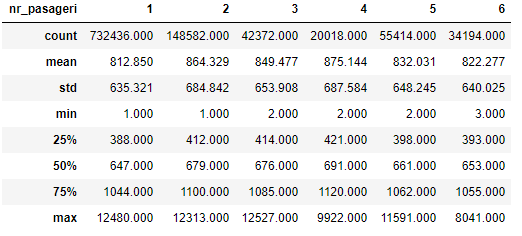 nr_pasageri 1 2 3 4 5 6
count 732436.000 148582.000 42372.000 20018.000 55414.000 34194.000
mean 812.850 864.329 849.477 875.144 832.031 822.277
std 635.321 684.842 653.908 687.584 648.245 640.025
min 1.000 1.000 2.000 2.000 2.000 3.000
25% 388.000 412.000 414.000 421.000 398.000 393.000
50% 647.000 679.000 676.000 691.000 661.000 653.000
75% 1044.000 1100.000 1085.000 1120.000 1062.000 1055.000
max 12480.000 12313.000 12527.000 9922.000 11591.000 8041.000